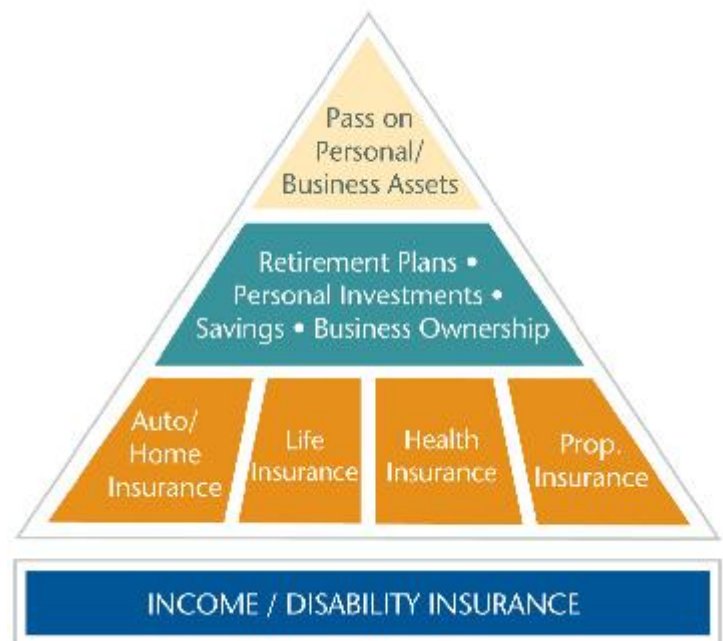 Pass on
Personal/
Business Assets
Retirement Plans •
Personal Investments •
Savings • Business Ownership
Auto/
Home
Insurance
Life
Insurance
Health
Insurance
Prop.
Insurance
INCOME / DISABILITY INSURANCE